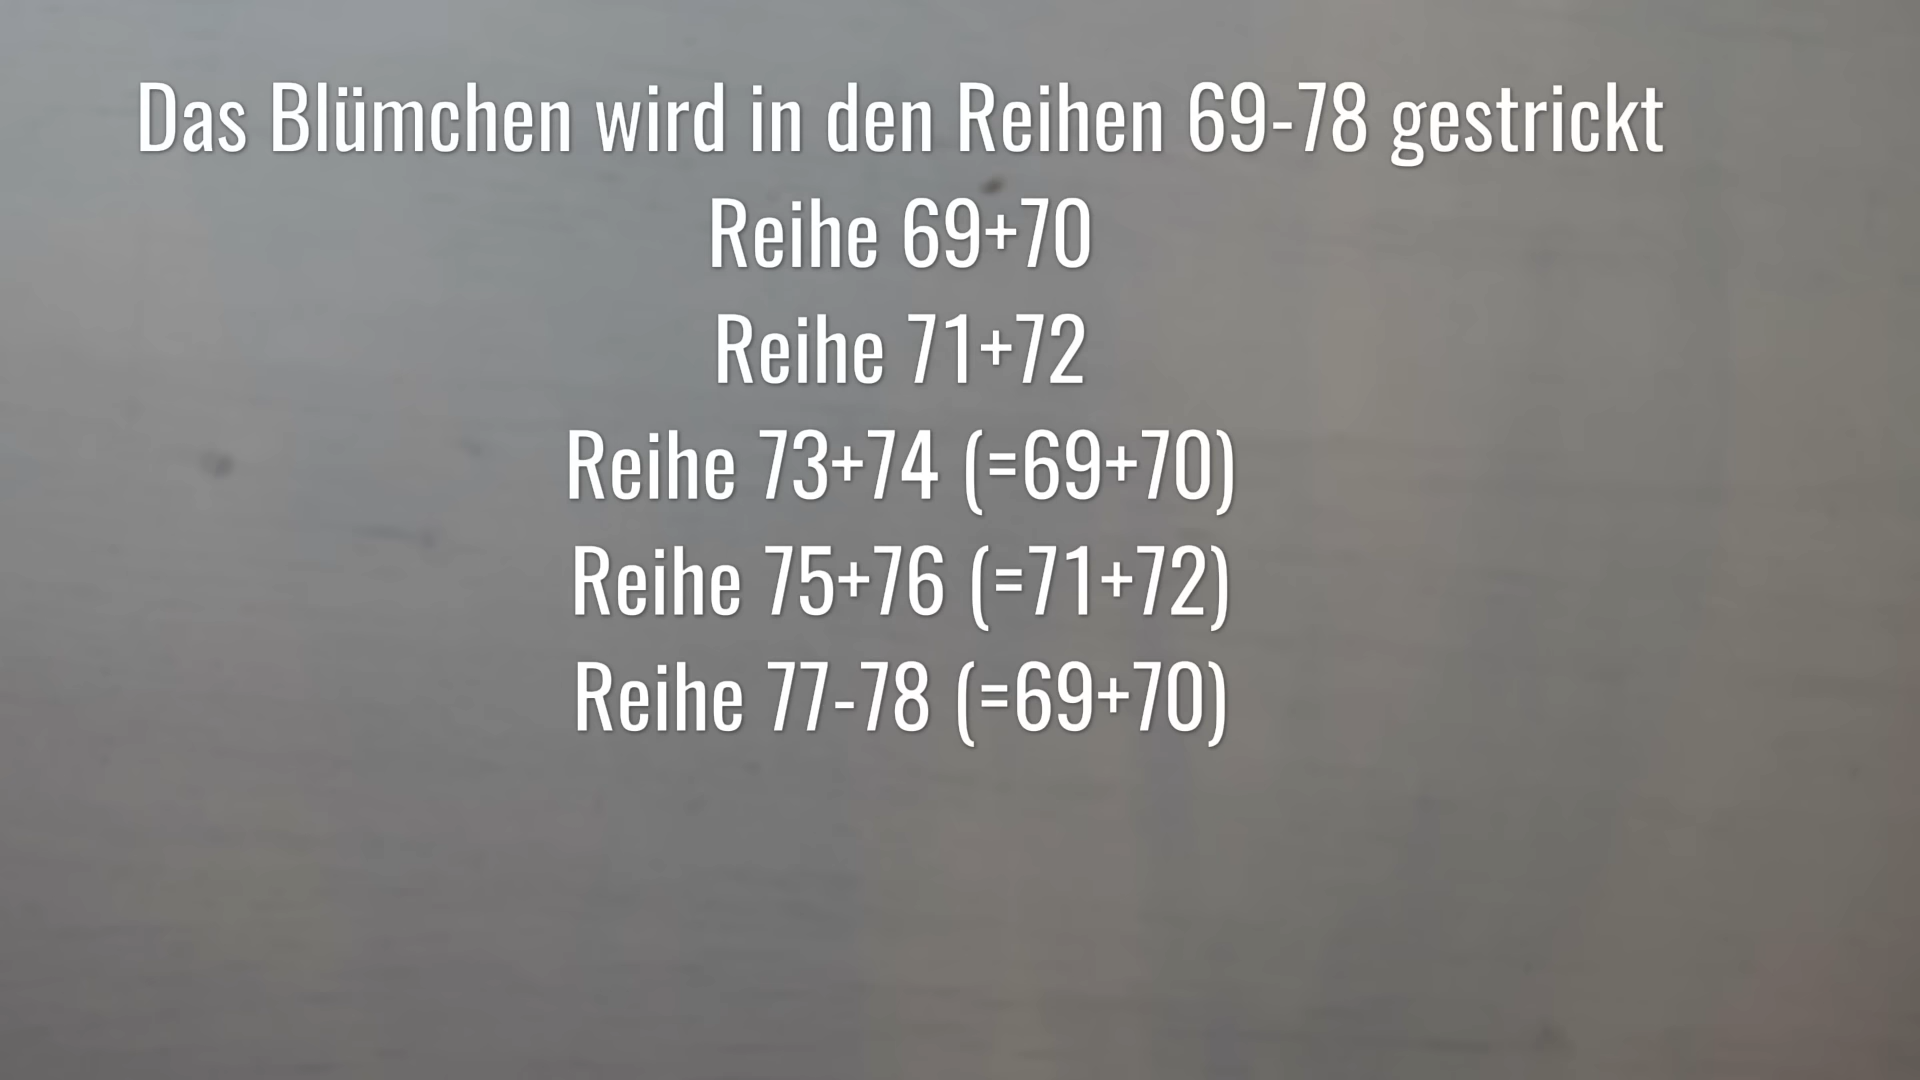 Das Blümchen wird in den Reihen 69-78 gestrickt
Reihe 69+70
Reihe 71+72
Reihe 73+74 (=69+70)
Reihe 75+76 (=71+72)
Reihe 77-78 (=69+70)